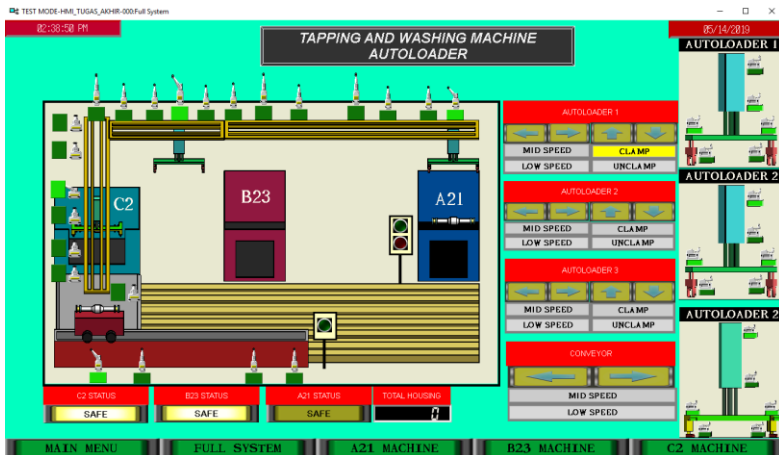 TEST MODE-HMI_TUGAS_AKHIR-000:Full System
02:38:50 PM
05/14/2019
TAPPING AND WASHING MACHINE
AUTOLOADER
AUTOLOADER 1
AUTOLOADER 1
MID SPEED
CLAMP
LOW SPEED
UNCLAMP
C2
B23
A21
AUTOLOADER 2
AUTOLOADER 2
MID SPEED
CLAMP
LOW SPEED
UNCLAMP
AUTOLOADER 3
MID SPEED
CLAMP
LOW SPEED
UNCLAMP
AUTOLOADER 2
CONVEYOR
MID SPEED
LOW SPEED
C2 STATUS
B23 STATUS
A21 STATUS
TOTAL HOUSING
SAFE
SAFE
SAFE
0
MAIN MENU
FULL SYSTEM
A21 MACHINE
B23 MACHINE
C2 MACHINE